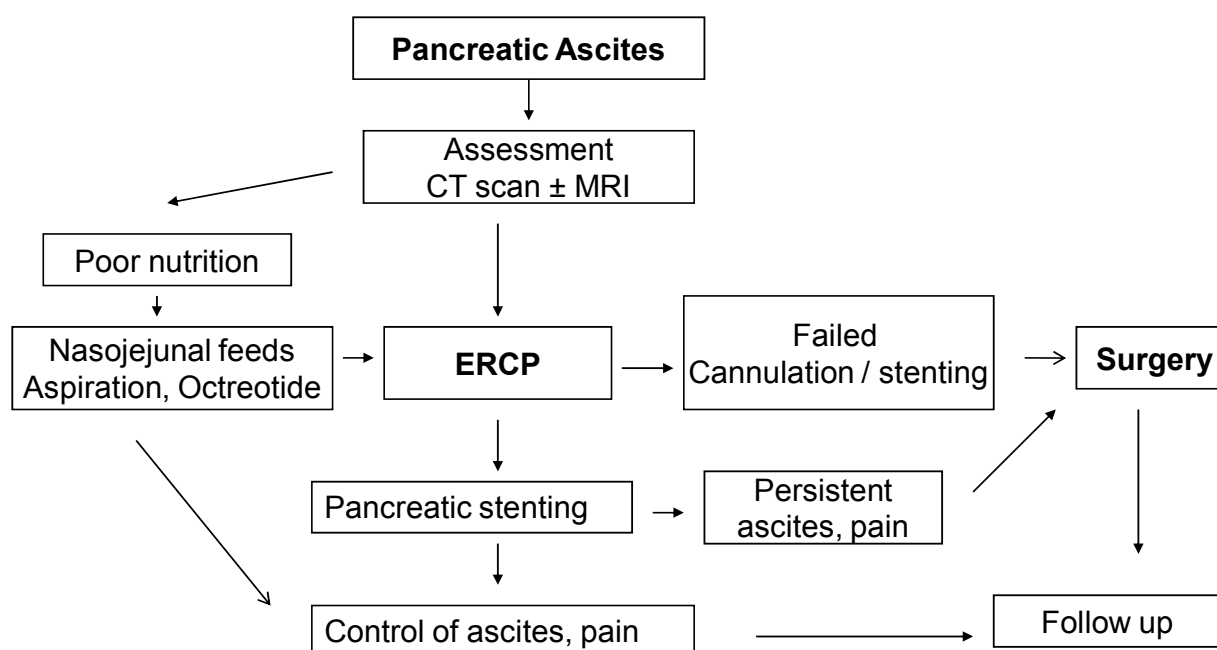 Pancreatic Ascites
Assessment
CT scan ± MRI
Poor nutrition
Nasojejunal feeds
Aspiration, Octreotide
ERCP
Failed
Cannulation / stenting
Surgery
Pancreatic stenting
Persistent
ascites, pain
Control of ascites, pain
Follow up